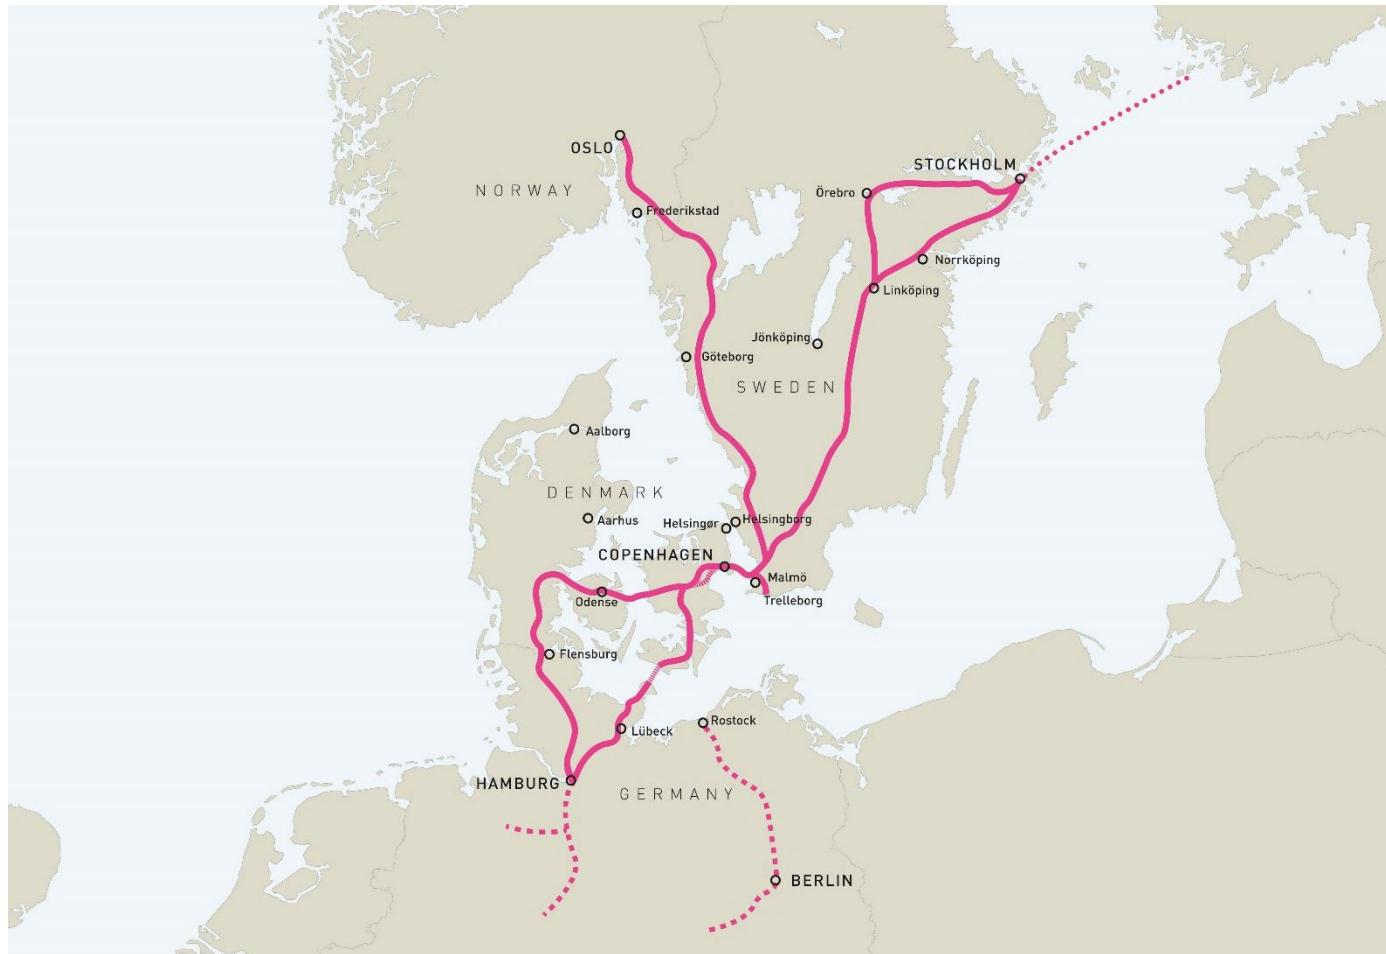 OSLO
STOCKHOLM
NORWAY
Örebro
Frederikstad
Norrköping
Linköping
Jönköping
Göteborg
SWEDEN
Aalborg
DENMARK
Aarhus
Helsingør
Helsingborg
COPENHAGEN
Malmö
Odense
Trelleborg
Flensburg
Rostock
Lübeck
HAMBURG
GERMANY
BERLIN